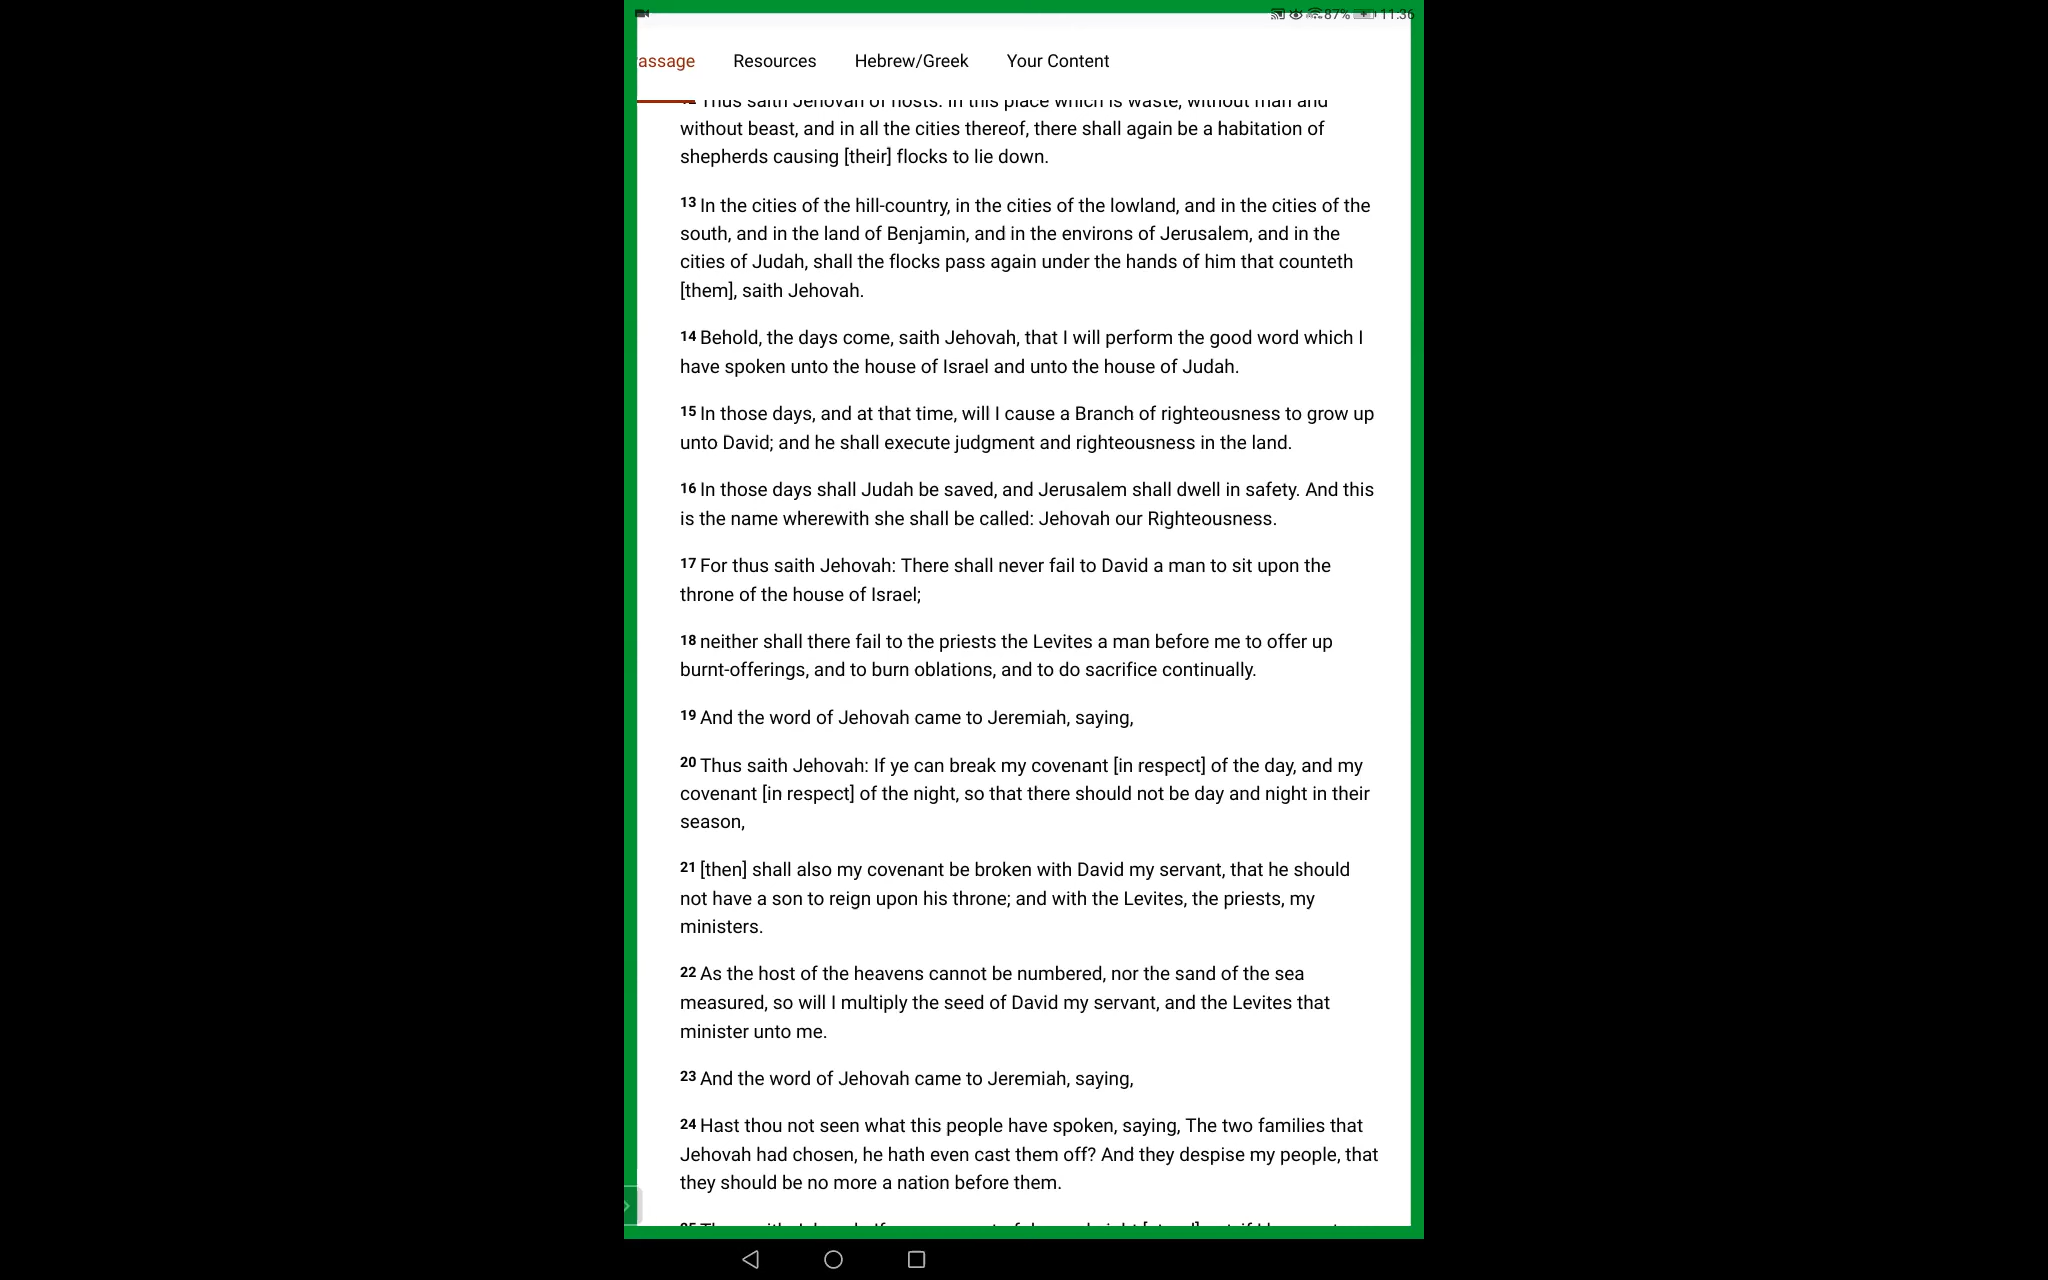 87% 11:36
assage Resources Hebrew/Greek Your Content
12 Thus saith Jehovah of hosts: In this place which is waste, without man and
without beast, and in all the cities thereof, there shall again be a habitation of
shepherds causing [their] flocks to lie down.
13 In the cities of the hill-country, in the cities of the lowland, and in the cities of the
south, and in the land of Benjamin, and in the environs of Jerusalem, and in the
cities of Judah, shall the flocks pass again under the hands of him that counteth
[them], saith Jehovah.
14 Behold, the days come, saith Jehovah, that I will perform the good word which I
have spoken unto the house of Israel and unto the house of Judah.
15 In those days, and at that time, will I cause a Branch of righteousness to grow up
unto David; and he shall execute judgment and righteousness in the land.
16 In those days shall Judah be saved, and Jerusalem shall dwell in safety. And this
is the name wherewith she shall be called: Jehovah our Righteousness.
17 For thus saith Jehovah: There shall never fail to David a man to sit upon the
throne of the house of Israel;
18 neither shall there fail to the priests the Levites a man before me to offer up
burnt-offerings, and to burn oblations, and to do sacrifice continually.
19 And the word of Jehovah came to Jeremiah, saying,
20 Thus saith Jehovah: If ye can break my covenant [in respect] of the day, and my
covenant [in respect] of the night, so that there should not be day and night in their
season,
21 [then] shall also my covenant be broken with David my servant, that he should
not have a son to reign upon his throne; and with the Levites, the priests, my
ministers.
22 As the host of the heavens cannot be numbered, nor the sand of the sea
measured, so will I multiply the seed of David my servant, and the Levites that
minister unto me.
23 And the word of Jehovah came to Jeremiah, saying,
24 Hast thou not seen what this people have spoken, saying, The two families that
Jehovah had chosen, he hath even cast them off? And they despise my people, that
they should be no more a nation before them.